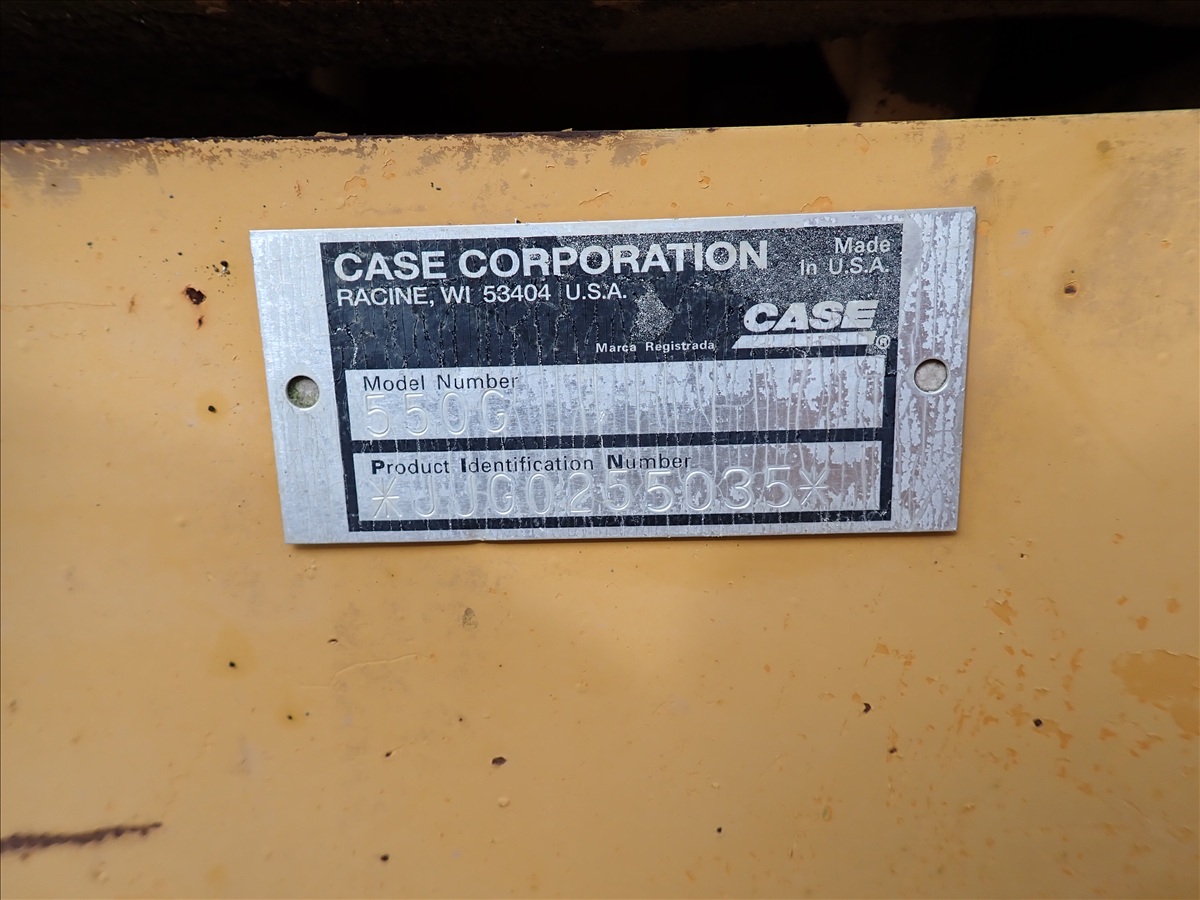 CASE CORPORATION
Made
In U.S.A.
RACINE, WI 53404 U.S.A.
CASE®
Marca Registrada
Model Number
550G
Product Identification Number
*JJG0255035*